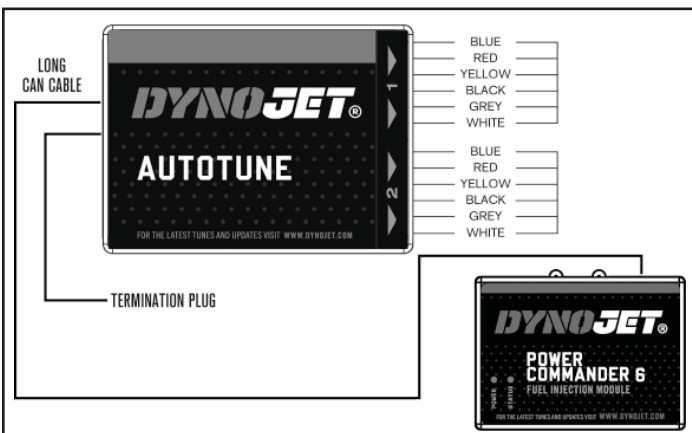 LONG
CAN CABLE
DYNOJET®
AUTOTUNE
FOR THE LATEST TUNES AND UPDATES VISIT WWW.DYNOJET.COM
1
2
BLUE
RED
YELLOW
BLACK
GREY
WHITE
BLUE
RED
YELLOW
BLACK
GREY
WHITE
TERMINATION PLUG
DYNOJET®
POWER
COMMANDER 6
FUEL INJECTION MODULE
POWER
STATUS
FOR THE LATEST TUNES AND UPDATES VISIT WWW.DYNOJET.COM